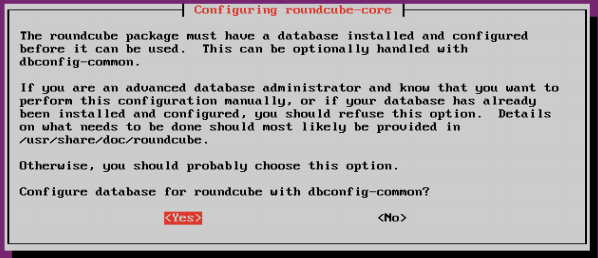 Configuring roundcube-core
The roundcube package must have a database installed and configured
before it can be used.  This can be optionally handled with
dbconfig-common.
If you are an advanced database administrator and know that you want to
perform this configuration manually, or if your database has already
been installed and configured, you should refuse this option.  Details
on what needs to be done should most likely be provided in
/usr/share/doc/roundcube.
Otherwise, you should probably choose this option.
Configure database for roundcube with dbconfig-common?
<Yes> <No>